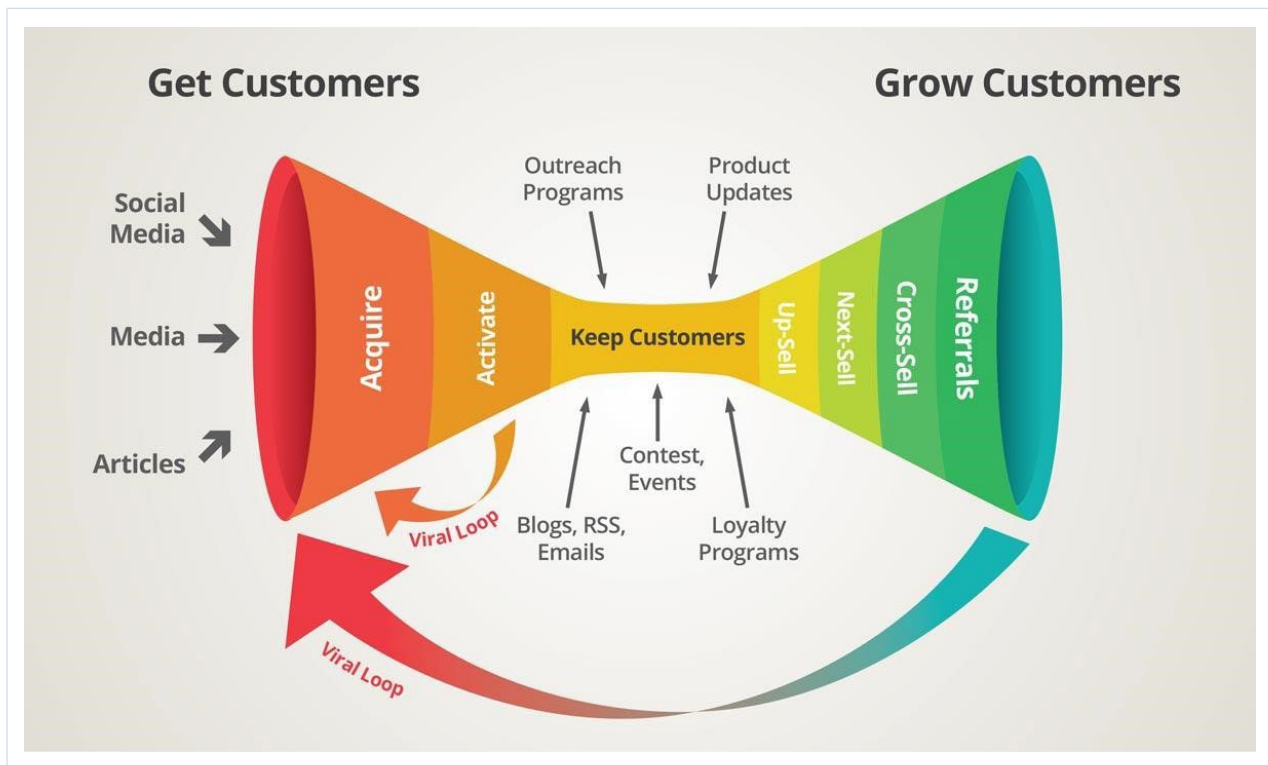 Get Customers
Grow Customers
Social
Media
Media
Articles
Outreach
Programs
Product
Updates
Acquire
Activate
Keep Customers
Up-Sell
Next-Sell
Cross-Sell
Referrals
Viral Loop
Blogs, RSS,
Emails
Contest,
Events
Loyalty
Programs
Viral Loop